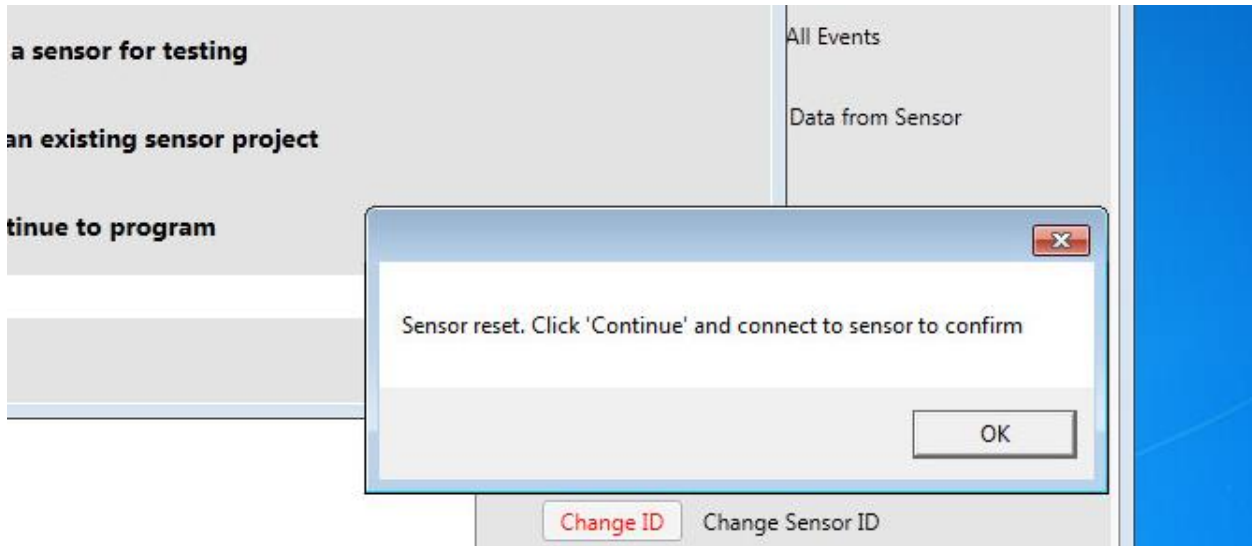 a sensor for testing
an existing sensor project
tinue to program
All Events
Data from Sensor
Sensor reset. Click 'Continue' and connect to sensor to confirm
OK
Change ID Change Sensor ID